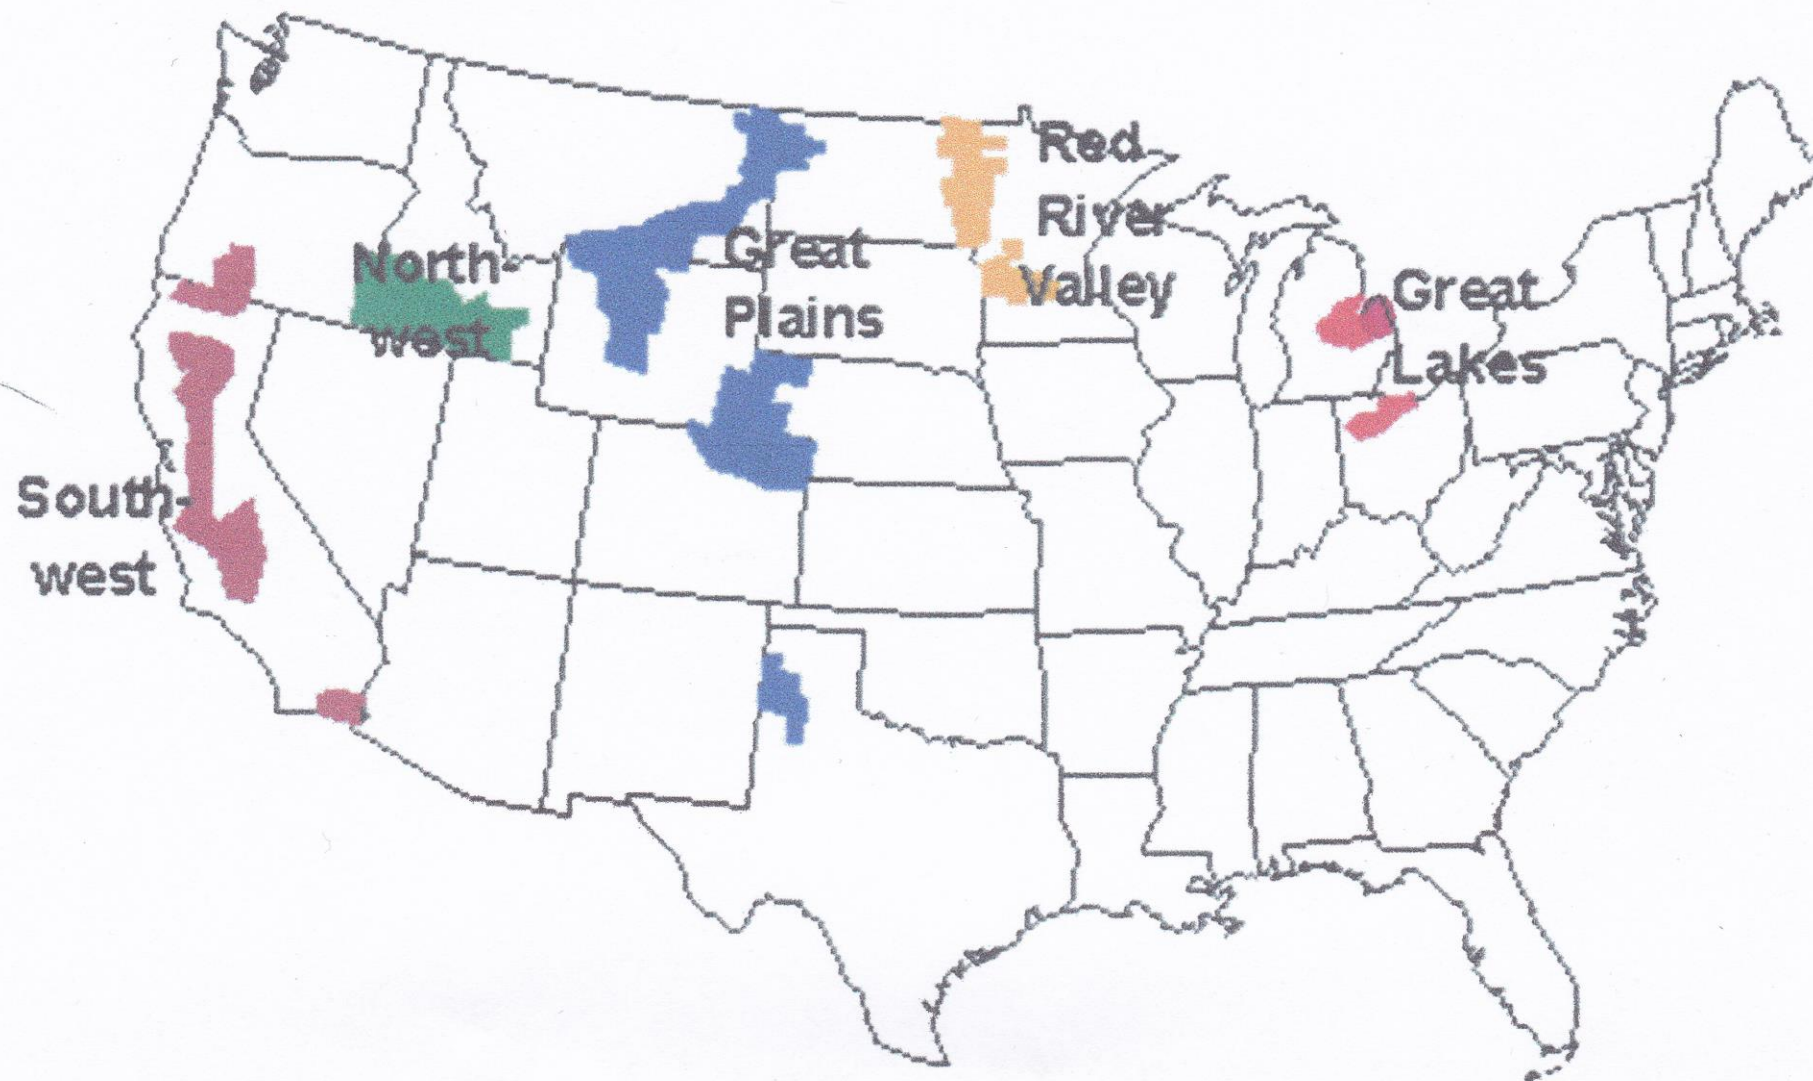 Red
River
Valley
North-
west
Great
Plains
Great
Lakes
South-
west